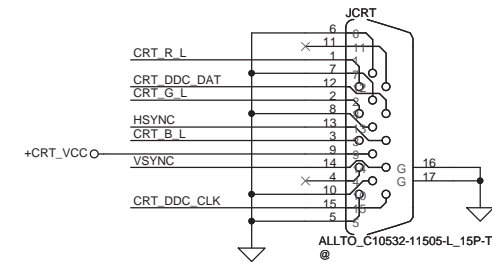 JCRT
6
11
CRT_R_L 1
7
CRT_DDC_DAT 12
CRT_G_L 2
8
HSYNC 13
CRT_B_L 3
+CRT_VCC 9
VSYNC 14
4
10
CRT_DDC_CLK 15
5
G 16
G 17
ALLTO_C10532-11505-L_15P-T
@